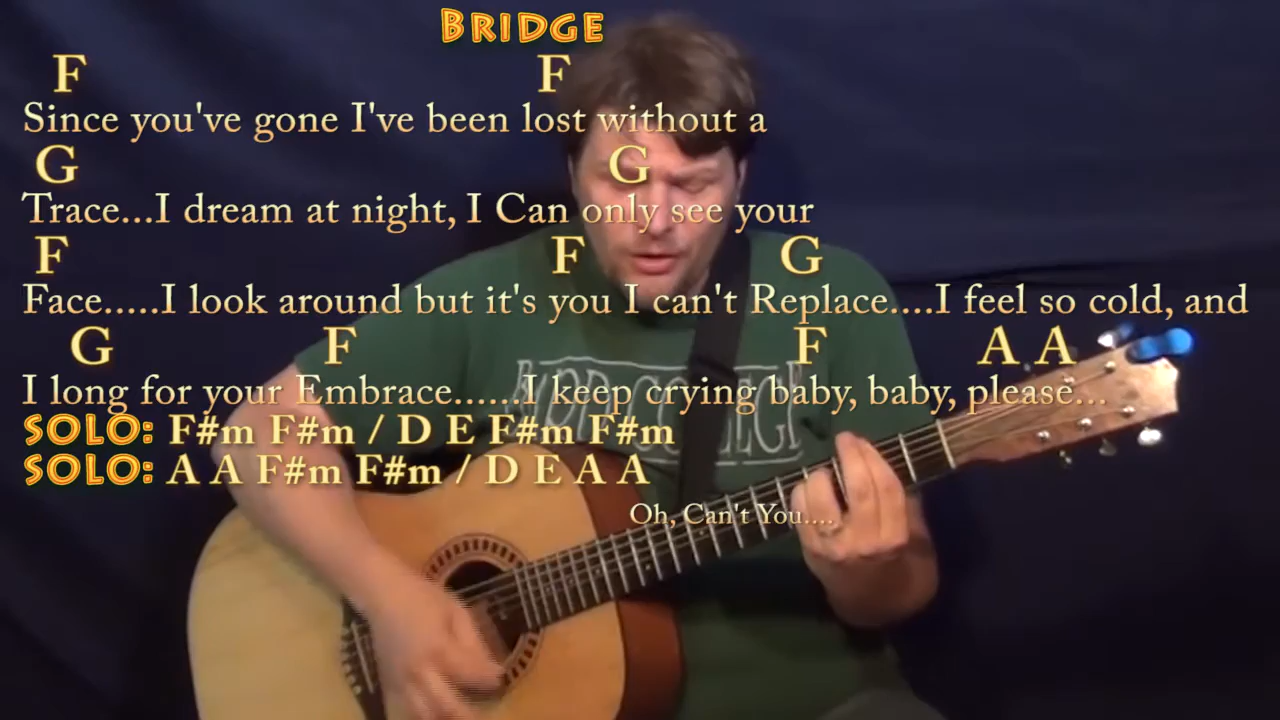 BRIDGE
F F
Since you've gone I've been lost without a
G G
Trace...I dream at night, I Can only see your
F F G
Face.....I look around but it's you I can't Replace....I feel so cold, and
G F F A A
I long for your Embrace......I keep crying baby, baby, please...
SOLO: F#m F#m / D E F#m F#m
SOLO: A A F#m F#m / D E A A
Oh, Can't You....